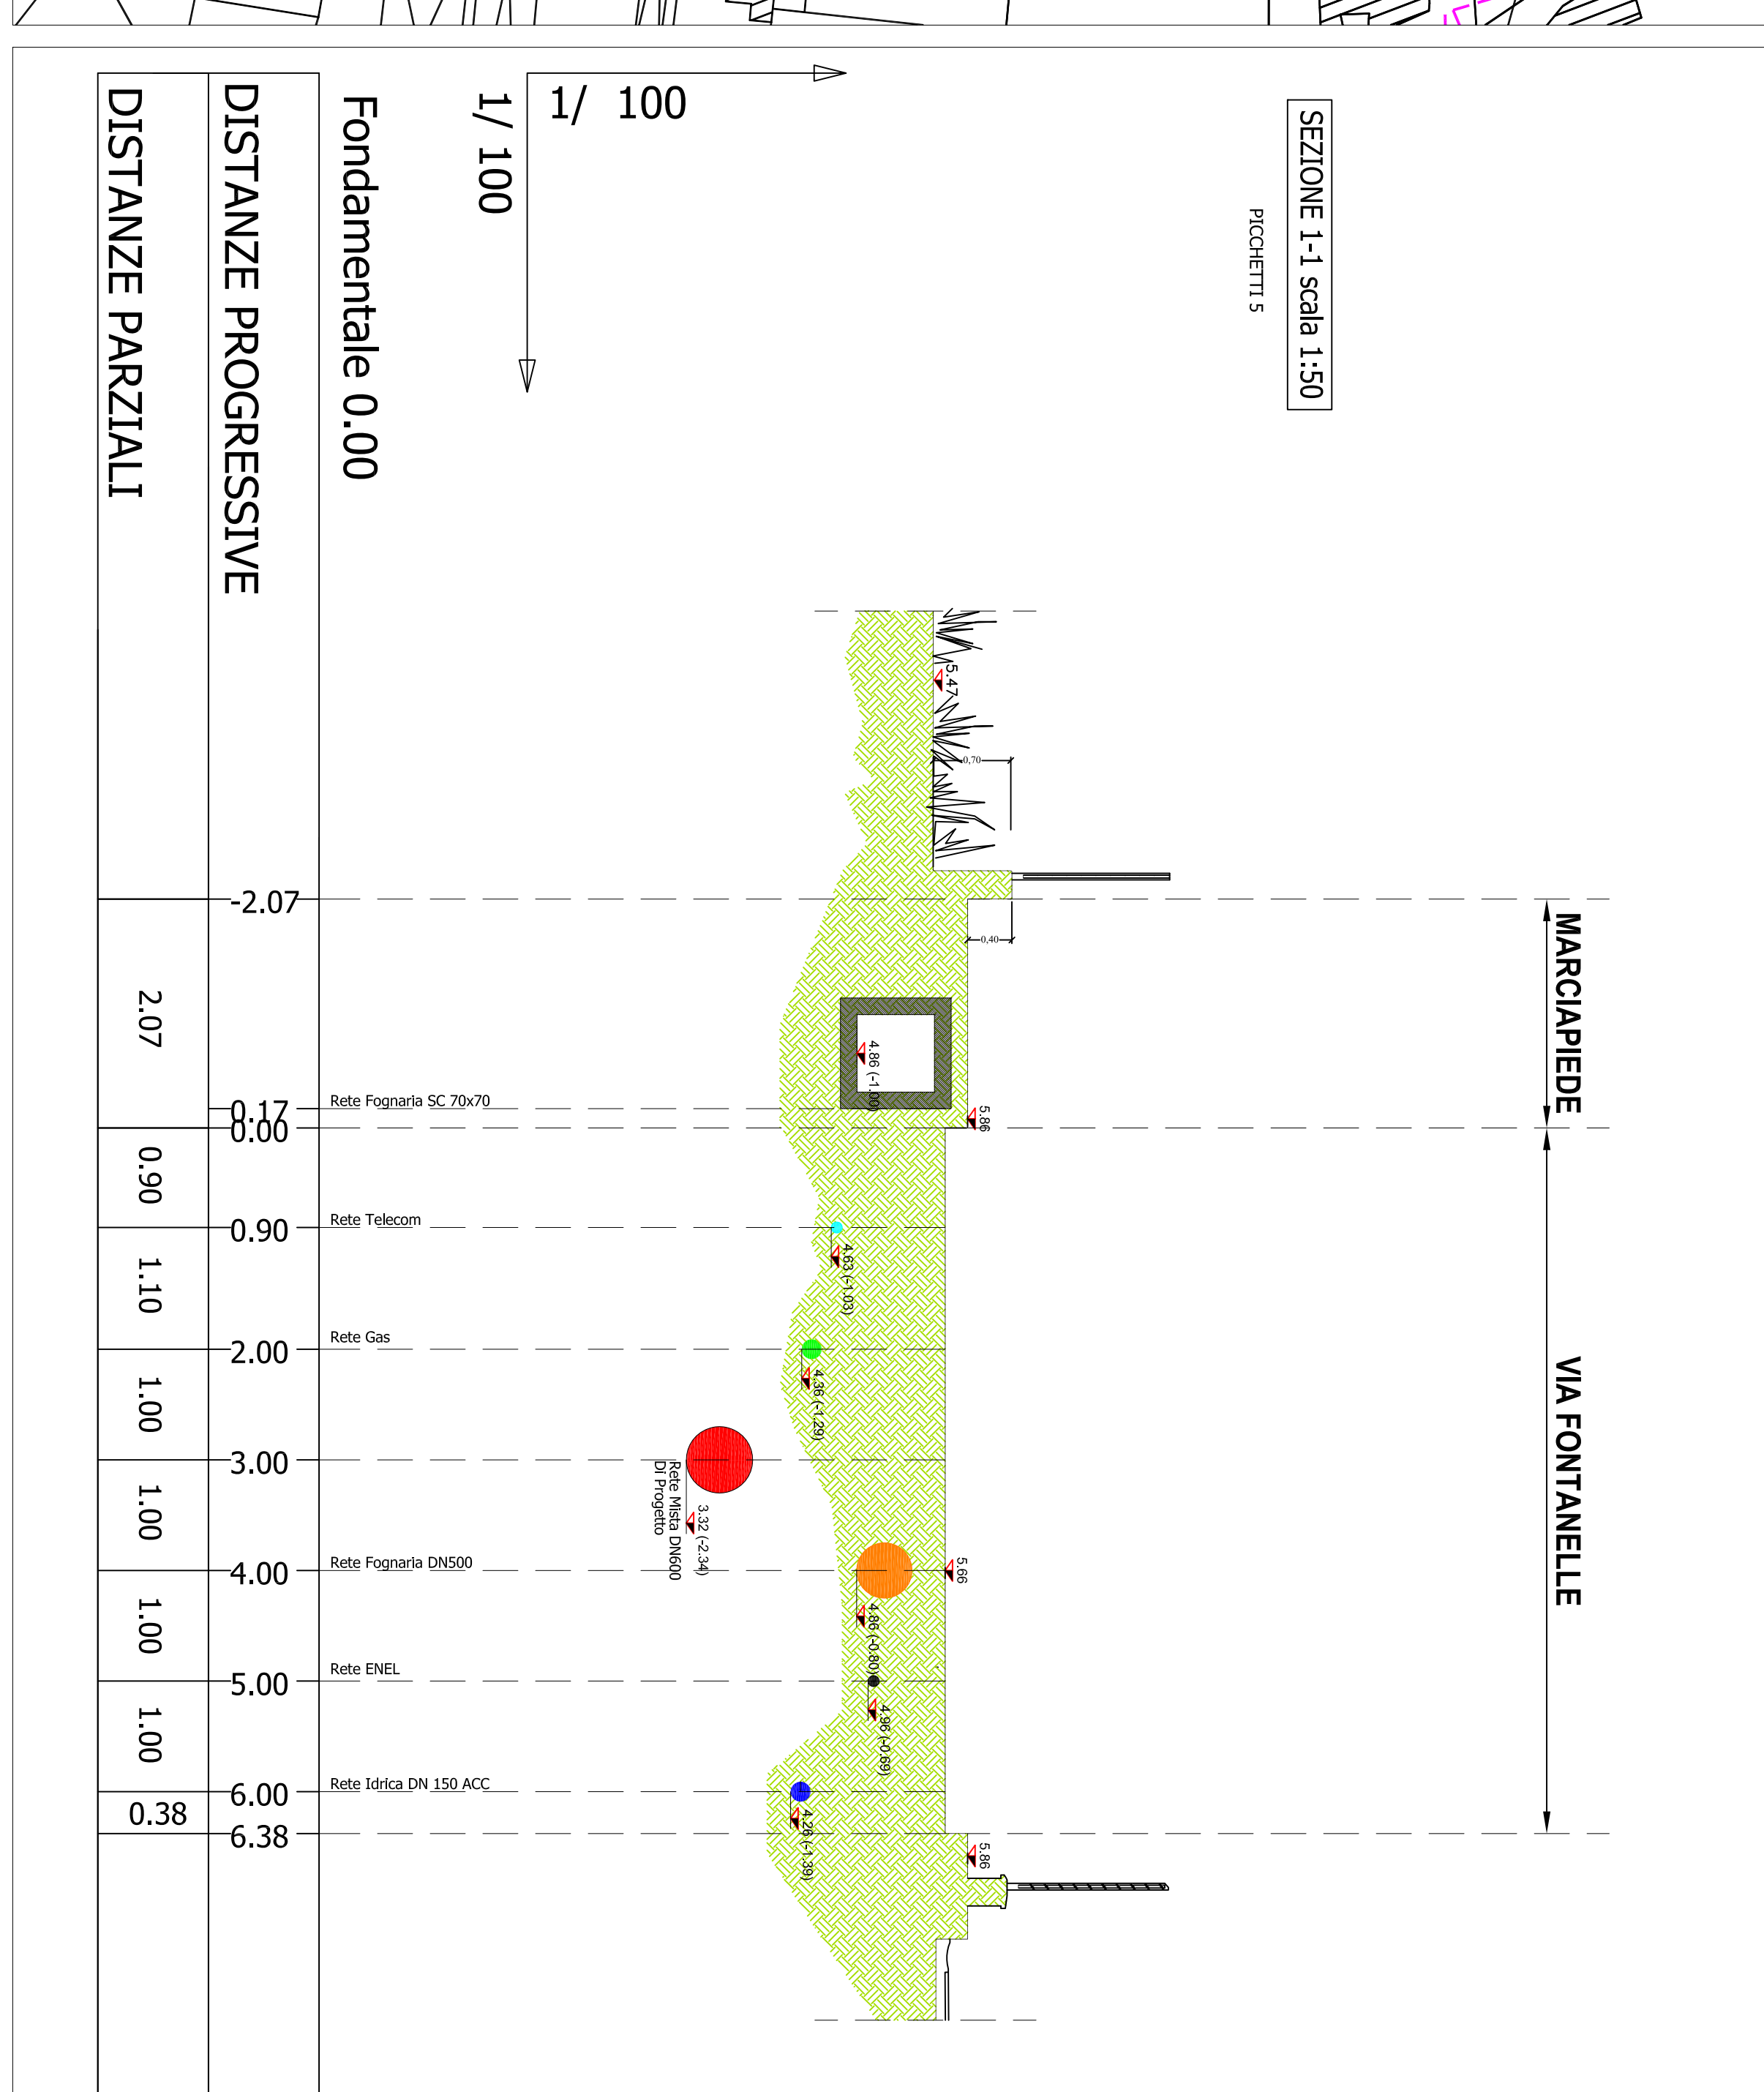 SEZIONE 1-1 scala 1:50
PICCHETTI 5
MARCIAPIEDE
VIA FONTANELLE
1/ 100
1/ 100
5.47
0,70
0,40
4.86 (-1.00)
5.86
4.63 (-1.03)
4.36 (-1.29)
3.32 (-2.34)
Rete Mista DN600
Di Progetto
5.66
4.86 (-0.80)
4.96 (-0.69)
4.26 (-1.39)
5.86
Rete Fognaria SC 70x70
Rete Telecom
Rete Gas
Rete Fognaria DN500
Rete ENEL
Rete Idrica DN 150 ACC
Fondamentale 0.00
DISTANZE PROGRESSIVE
-2.07
0.17
0.00
0.90
2.00
3.00
4.00
5.00
6.00
6.38
DISTANZE PARZIALI
2.07
0.90
1.10
1.00
1.00
1.00
1.00
0.38